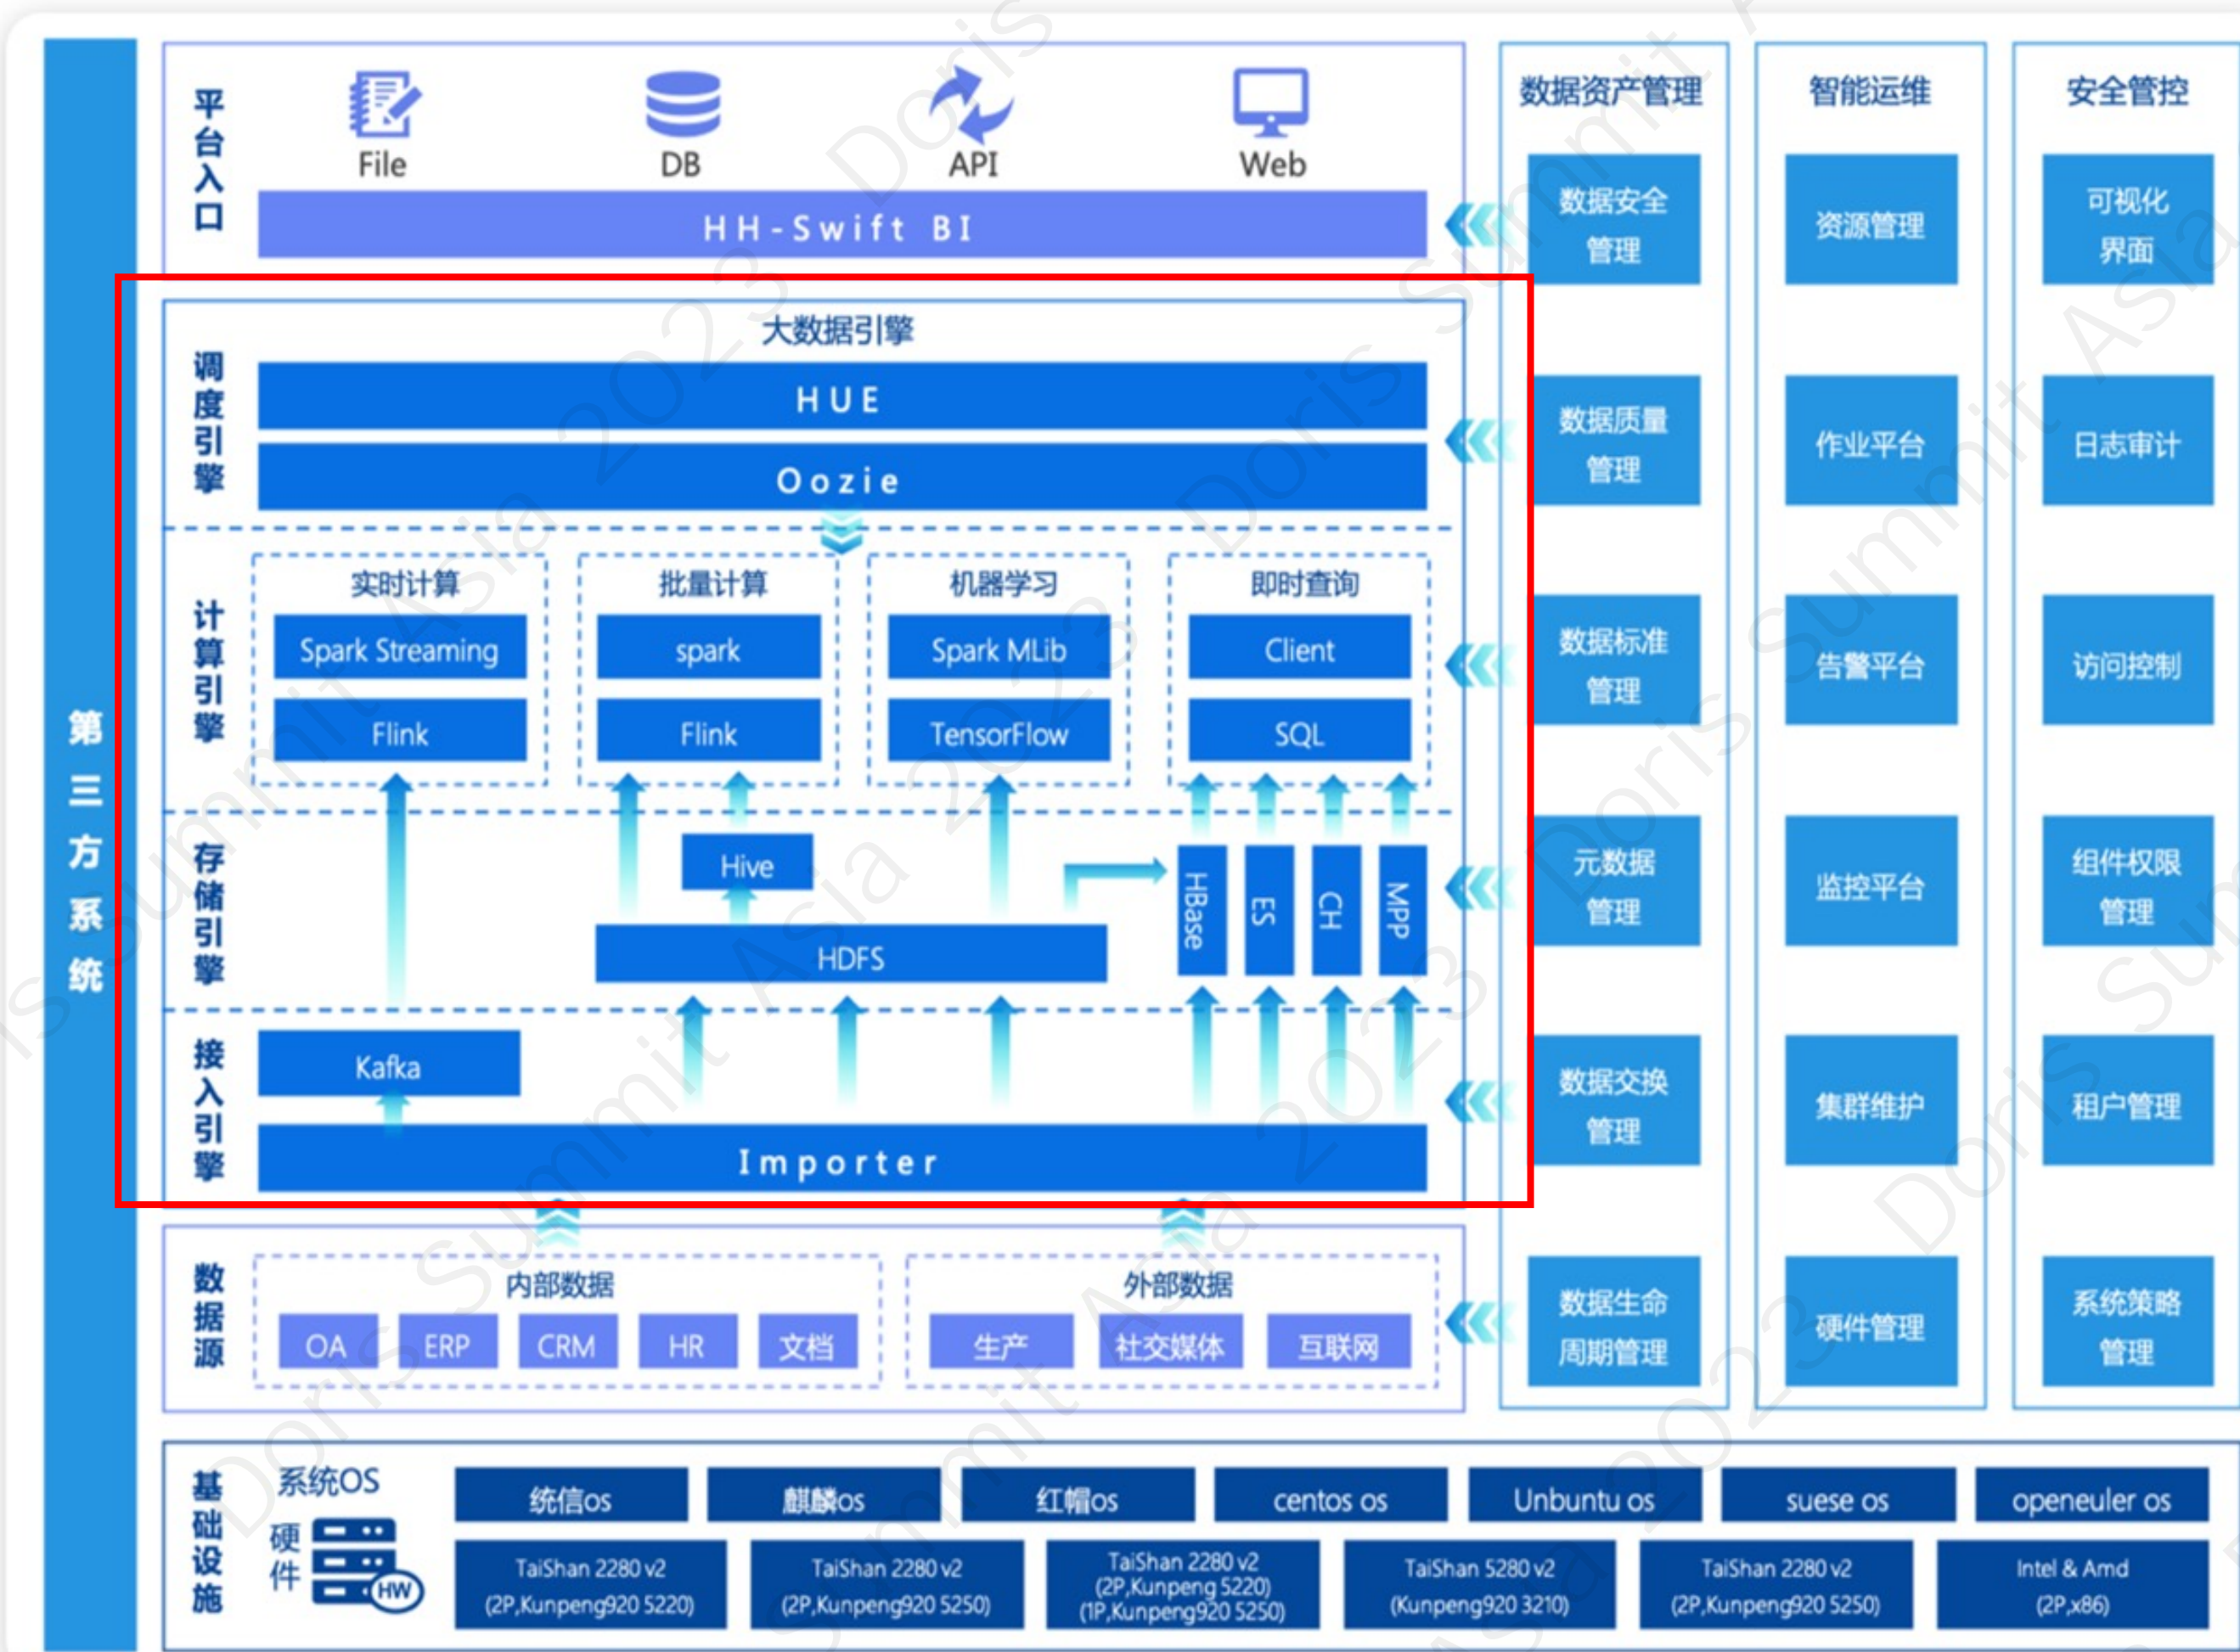 第三方系统
平台入口
File
DB
API
Web
HH-Swift BI
大数据引擎
调度引擎
HUE
Oozie
计算引擎
实时计算
Spark Streaming
Flink
批量计算
spark
Flink
机器学习
Spark MLib
TensorFlow
即时查询
Client
SQL
存储引擎
Hive
HDFS
HBase
ES
CH
MPP
接入引擎
Kafka
Importer
数据源
内部数据
OA
ERP
CRM
HR
文档
外部数据
生产
社交媒体
互联网
数据资产管理
数据安全
管理
数据质量
管理
数据标准
管理
元数据
管理
数据交换
管理
数据生命
周期管理
智能运维
资源管理
作业平台
告警平台
监控平台
集群维护
硬件管理
安全管控
可视化
界面
日志审计
访问控制
组件权限
管理
租户管理
系统策略
管理
基础设施
系统OS
统信os
麒麟os
红帽os
centos os
Unbuntu os
suese os
openeuler os
硬件
HW
TaiShan 2280 v2
(2P,Kunpeng920 5220)
TaiShan 2280 v2
(2P,Kunpeng920 5250)
TaiShan 2280 v2
(2P,Kunpeng 5220)
(1P,Kunpeng920 5250)
TaiShan 5280 v2
(Kunpeng920 3210)
TaiShan 2280 v2
(2P,Kunpeng920 5250)
Intel & Amd
(2P,x86)
Doris Summit Asia 2023